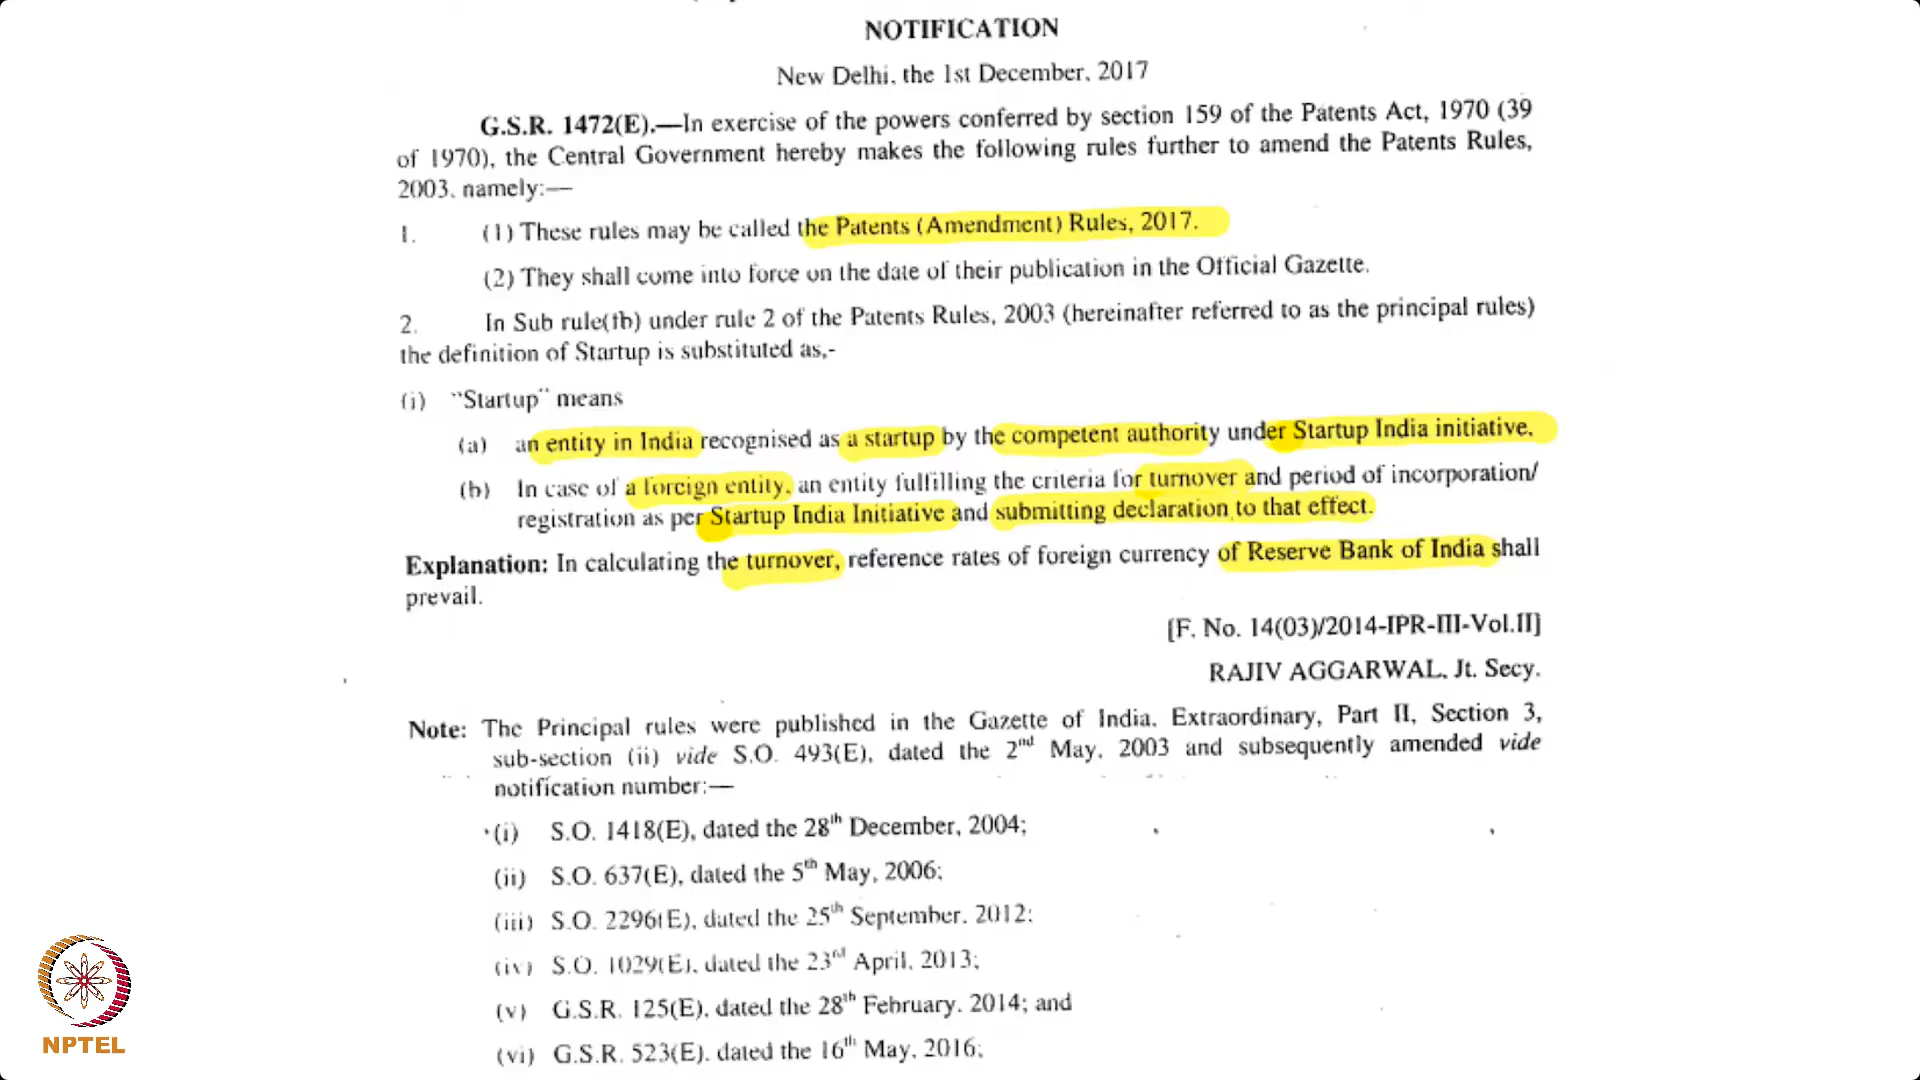 NOTIFICATION
New Delhi, the 1st December, 2017
G.S.R. 1472(E).—In exercise of the powers conferred by section 159 of the Patents Act, 1970 (39
of 1970), the Central Government hereby makes the following rules further to amend the Patents Rules,
2003, namely:—
1. (1) These rules may be called the Patents (Amendment) Rules, 2017.
(2) They shall come into force on the date of their publication in the Official Gazette.
2. In Sub rule(fb) under rule 2 of the Patents Rules, 2003 (hereinafter referred to as the principal rules)
the definition of Startup is substituted as,-
(i) "Startup" means
(a) an entity in India recognised as a startup by the competent authority under Startup India initiative.
(b) In case of a foreign entity, an entity fulfilling the criteria for turnover and period of incorporation/
registration as per Startup India Initiative and submitting declaration to that effect.
Explanation: In calculating the turnover, reference rates of foreign currency of Reserve Bank of India shall
prevail.
[F. No. 14(03)/2014-IPR-III-Vol.II]
RAJIV AGGARWAL, Jt. Secy.
Note: The Principal rules were published in the Gazette of India, Extraordinary, Part II, Section 3,
sub-section (ii) vide S.O. 493(E), dated the 2nd May, 2003 and subsequently amended vide
notification number:—
(i) S.O. 1418(E), dated the 28th December, 2004;
(ii) S.O. 637(E), dated the 5th May, 2006;
(iii) S.O. 2296(E), dated the 25th September, 2012;
(iv) S.O. 1029(E), dated the 23rd April, 2013;
(v) G.S.R. 125(E), dated the 28th February, 2014; and
(vi) G.S.R. 523(E), dated the 16th May, 2016;
NPTEL